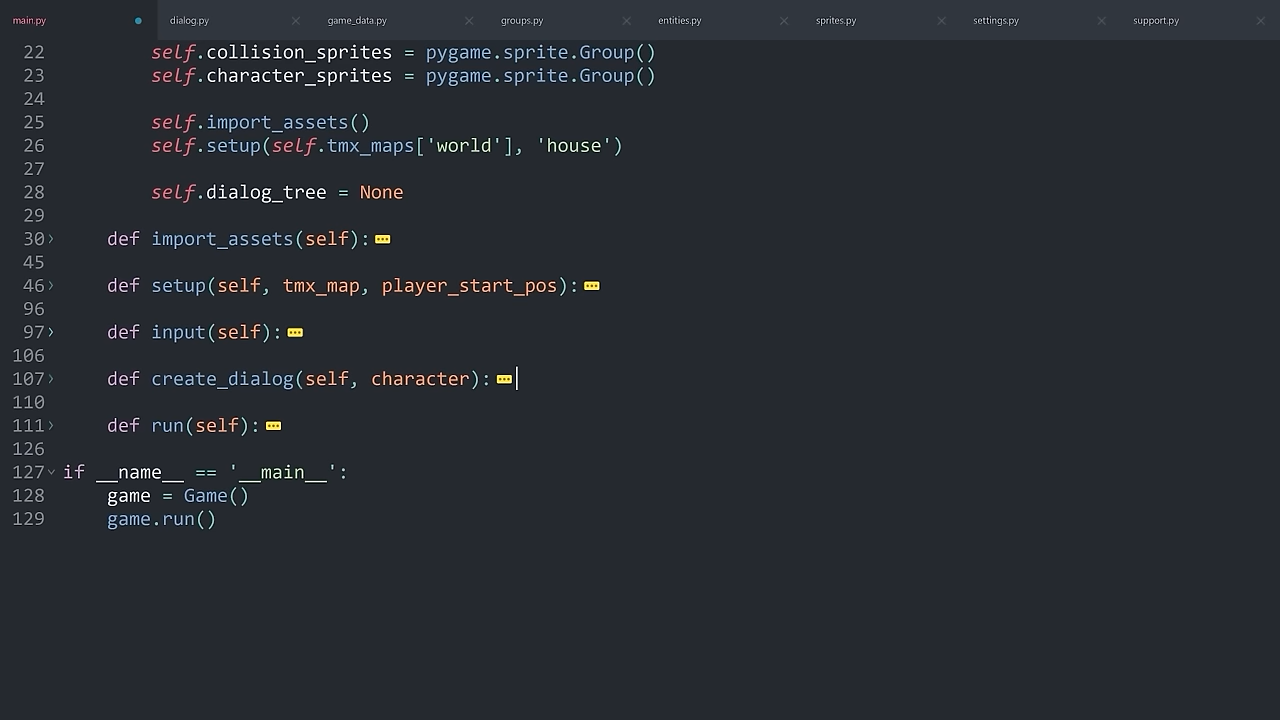 main.py dialog.py game_data.py groups.py entities.py sprites.py settings.py support.py
22 self.collision_sprites = pygame.sprite.Group()
23 self.character_sprites = pygame.sprite.Group()
24
25 self.import_assets()
26 self.setup(self.tmx_maps['world'], 'house')
27
28 self.dialog_tree = None
29
30 def import_assets(self):
45
46 def setup(self, tmx_map, player_start_pos):
96
97 def input(self):
106
107 def create_dialog(self, character):
110
111 def run(self):
126
127 if __name__ == '__main__':
128 game = Game()
129 game.run()